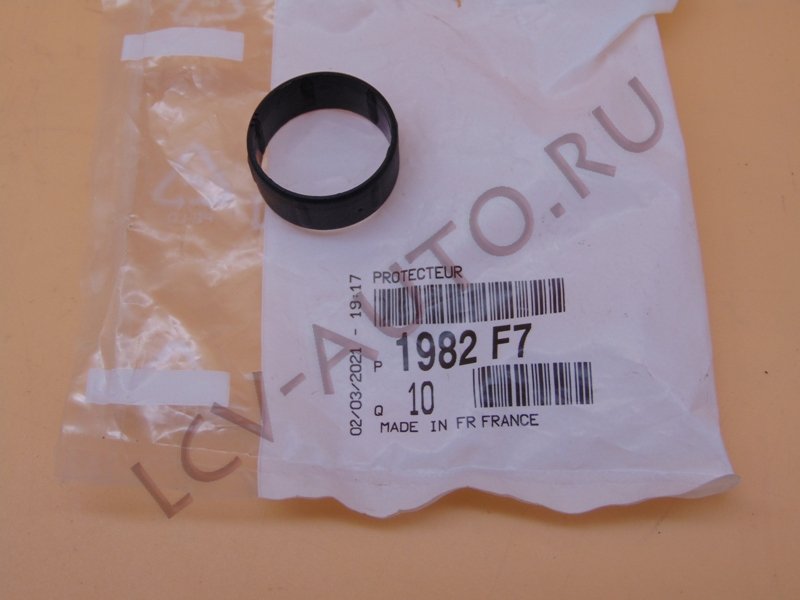 PROTECTEUR
P 1982 F7
Q 10
MADE IN FR FRANCE
02/03/2021 - 19:17
LCV-AUTO.RU